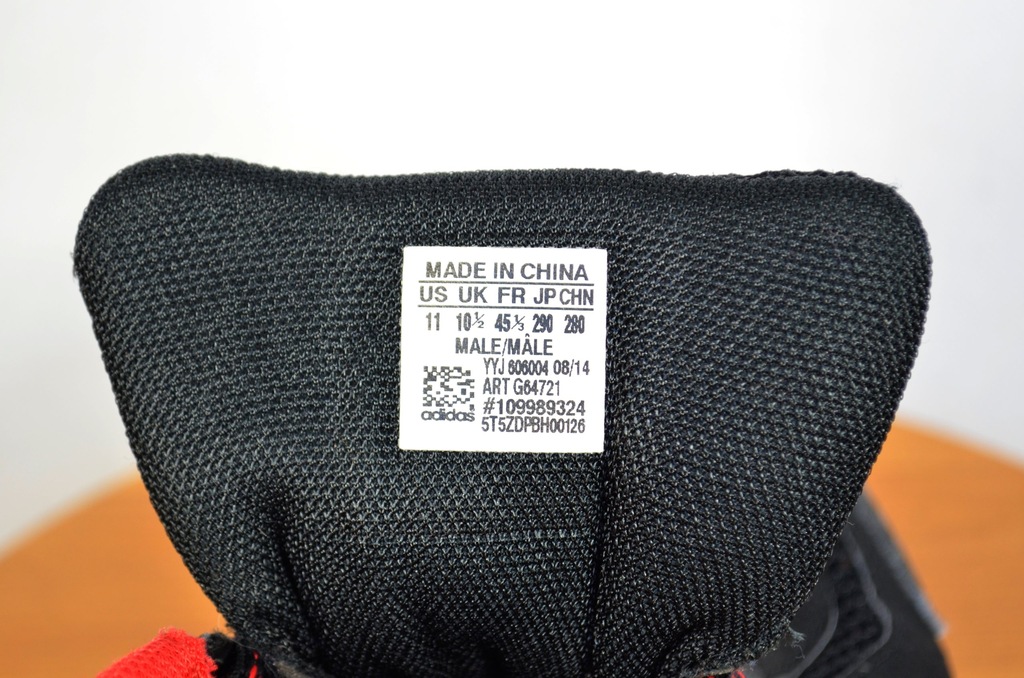 MADE IN CHINA
US UK FR JP CHN
11 10½ 45⅓ 290 280
MALE/MÂLE
YYJ 606004 08/14
ART G64721
#109989324
adidas
5T5ZDPBH00126